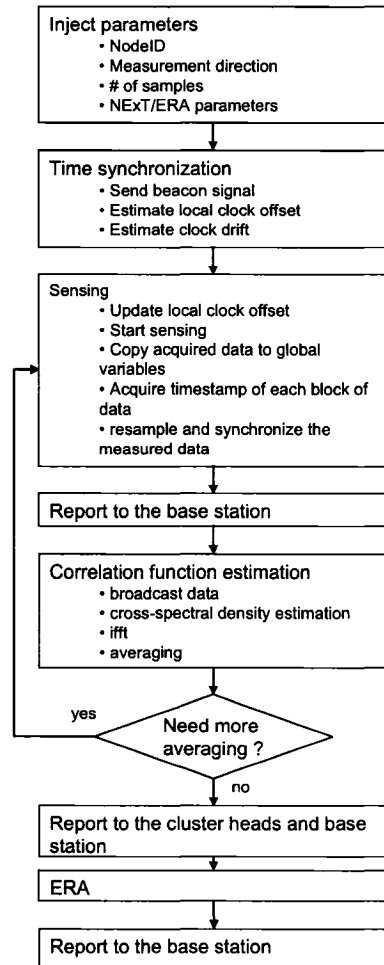 Inject parameters
• NodeID
• Measurement direction
• # of samples
• NExT/ERA parameters
Time synchronization
• Send beacon signal
• Estimate local clock offset
• Estimate clock drift
Sensing
• Update local clock offset
• Start sensing
• Copy acquired data to global
variables
• Acquire timestamp of each block of
data
• resample and synchronize the
measured data
Report to the base station
Correlation function estimation
• broadcast data
• cross-spectral density estimation
• ifft
• averaging
yes
Need more
averaging ?
no
Report to the cluster heads and base
station
ERA
Report to the base station